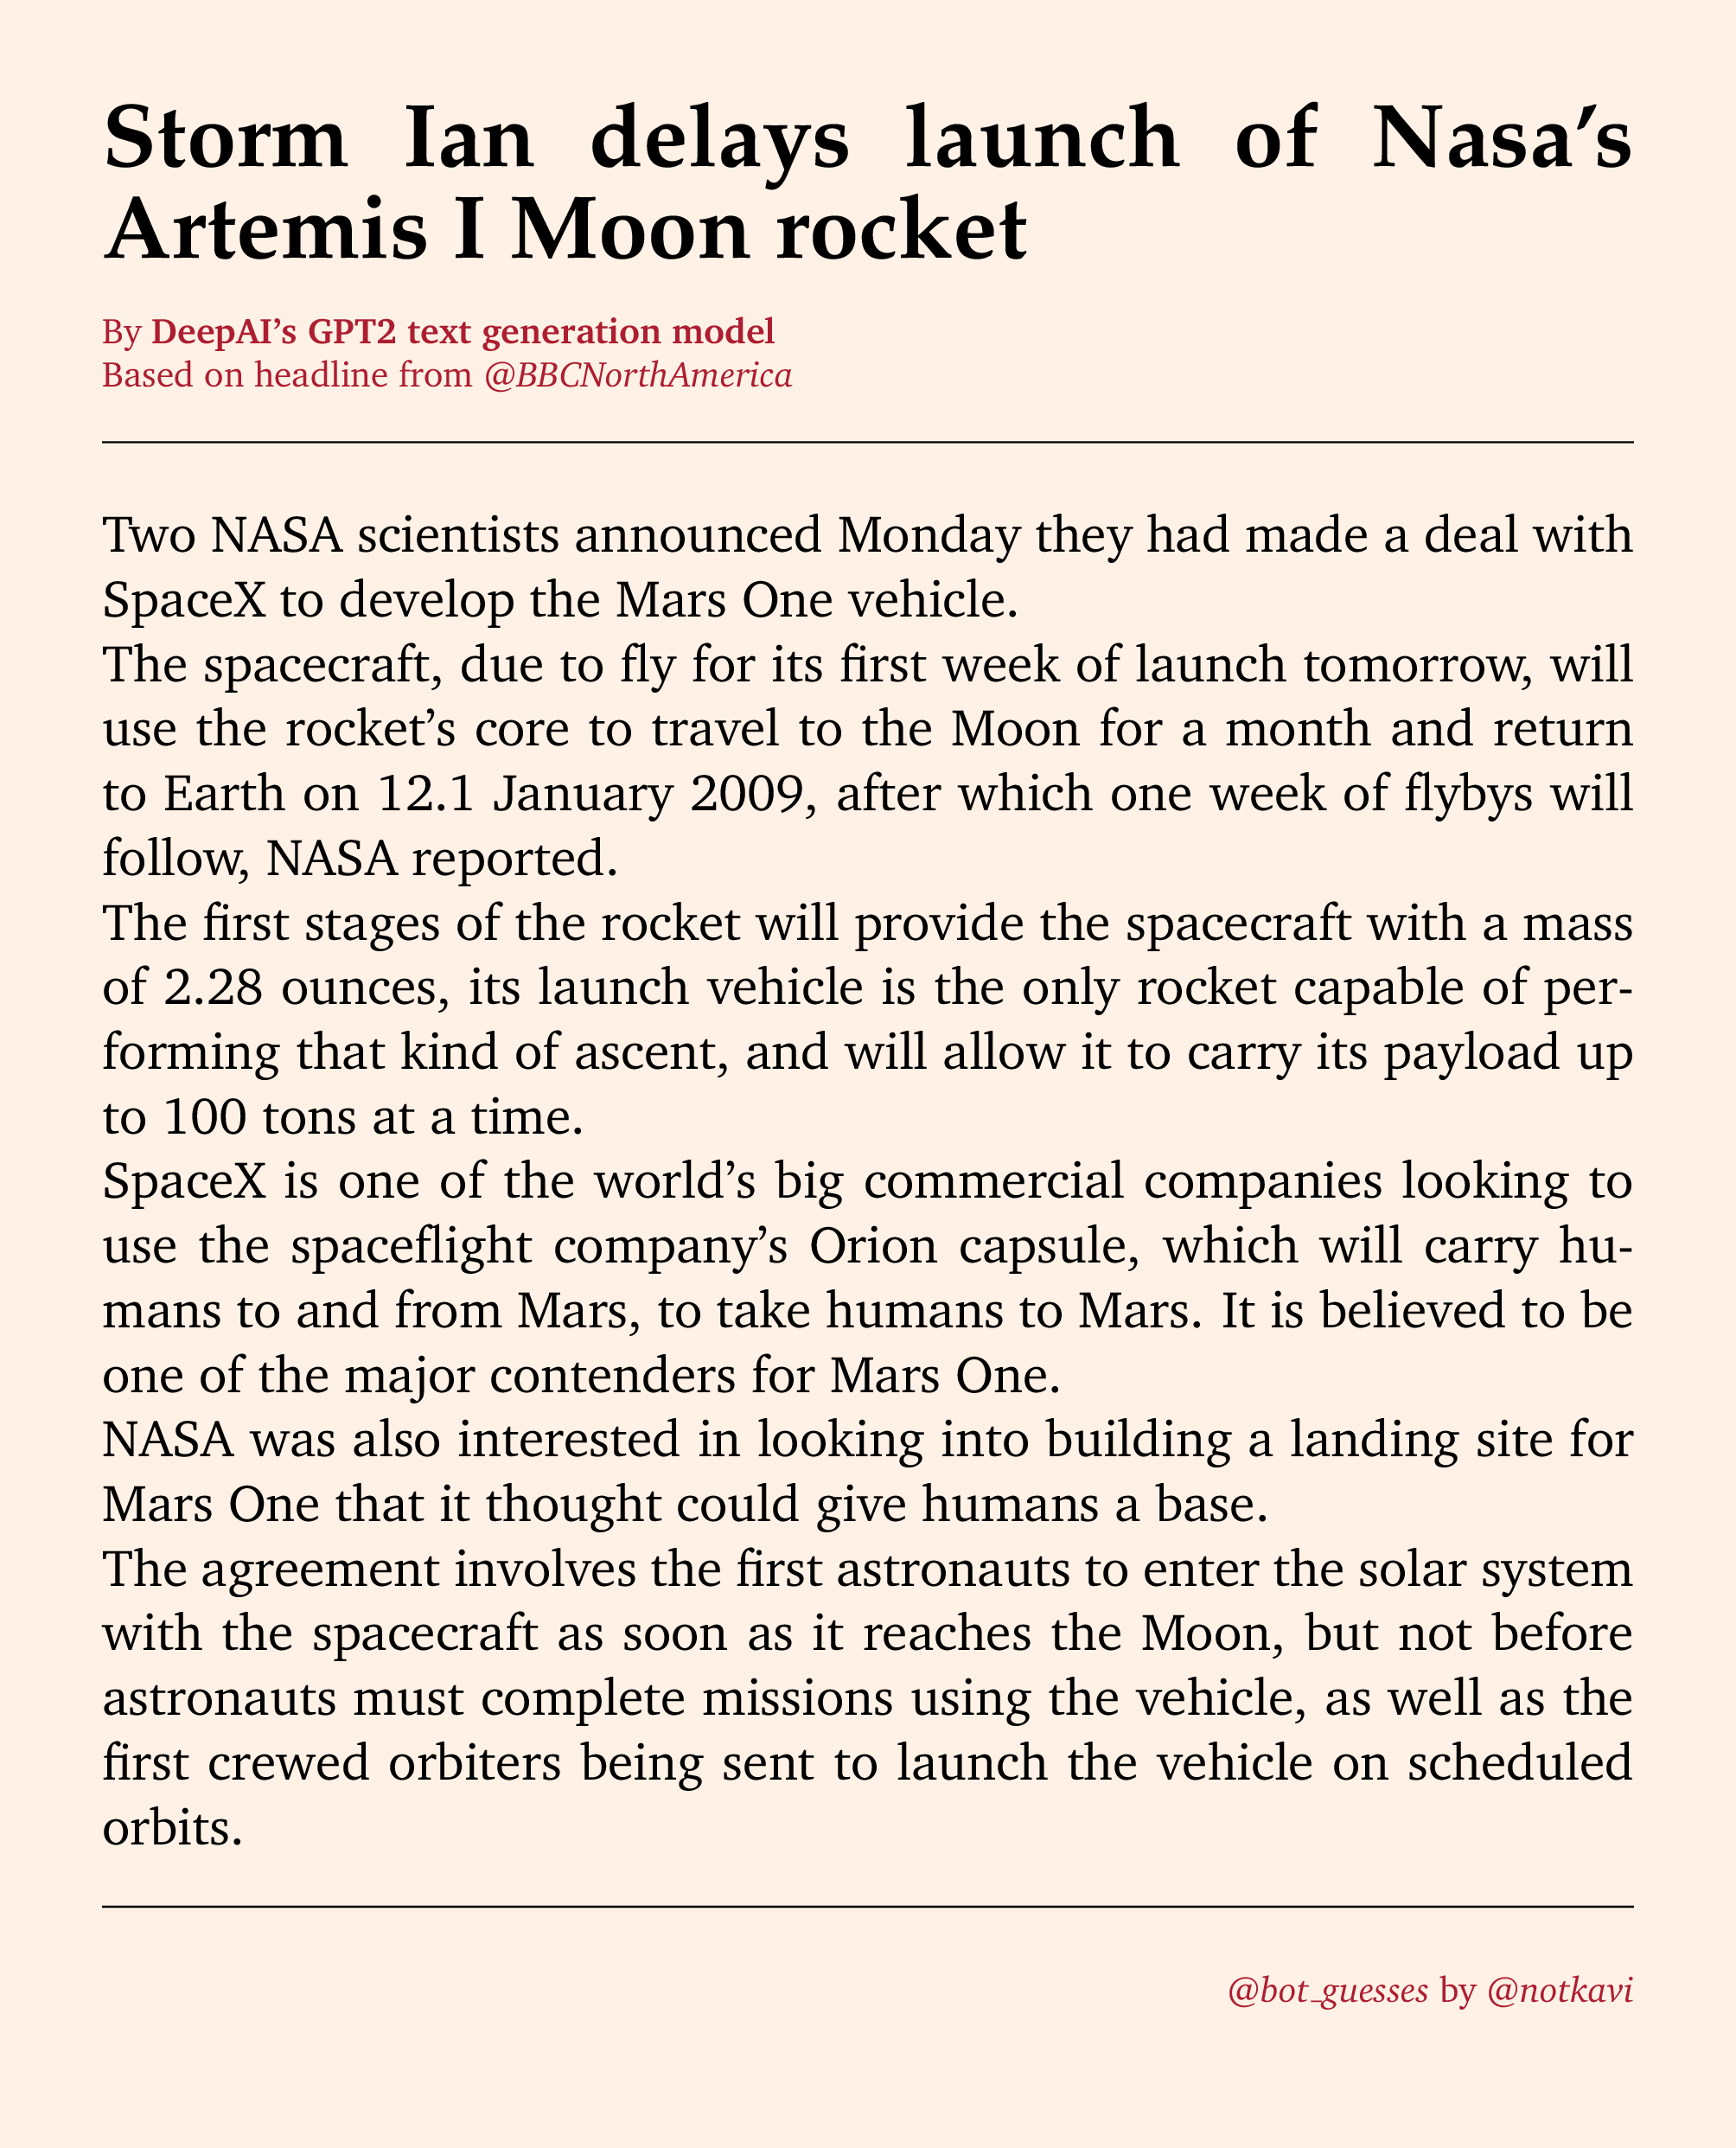 Storm Ian delays launch of Nasa’s
Artemis I Moon rocket
By DeepAI’s GPT2 text generation model
Based on headline from @BBCNorthAmerica
Two NASA scientists announced Monday they had made a deal with
SpaceX to develop the Mars One vehicle.
The spacecraft, due to fly for its first week of launch tomorrow, will
use the rocket’s core to travel to the Moon for a month and return
to Earth on 12.1 January 2009, after which one week of flybys will
follow, NASA reported.
The first stages of the rocket will provide the spacecraft with a mass
of 2.28 ounces, its launch vehicle is the only rocket capable of per-
forming that kind of ascent, and will allow it to carry its payload up
to 100 tons at a time.
SpaceX is one of the world’s big commercial companies looking to
use the spaceflight company’s Orion capsule, which will carry hu-
mans to and from Mars, to take humans to Mars. It is believed to be
one of the major contenders for Mars One.
NASA was also interested in looking into building a landing site for
Mars One that it thought could give humans a base.
The agreement involves the first astronauts to enter the solar system
with the spacecraft as soon as it reaches the Moon, but not before
astronauts must complete missions using the vehicle, as well as the
first crewed orbiters being sent to launch the vehicle on scheduled
orbits.
@bot_guesses by @notkavi